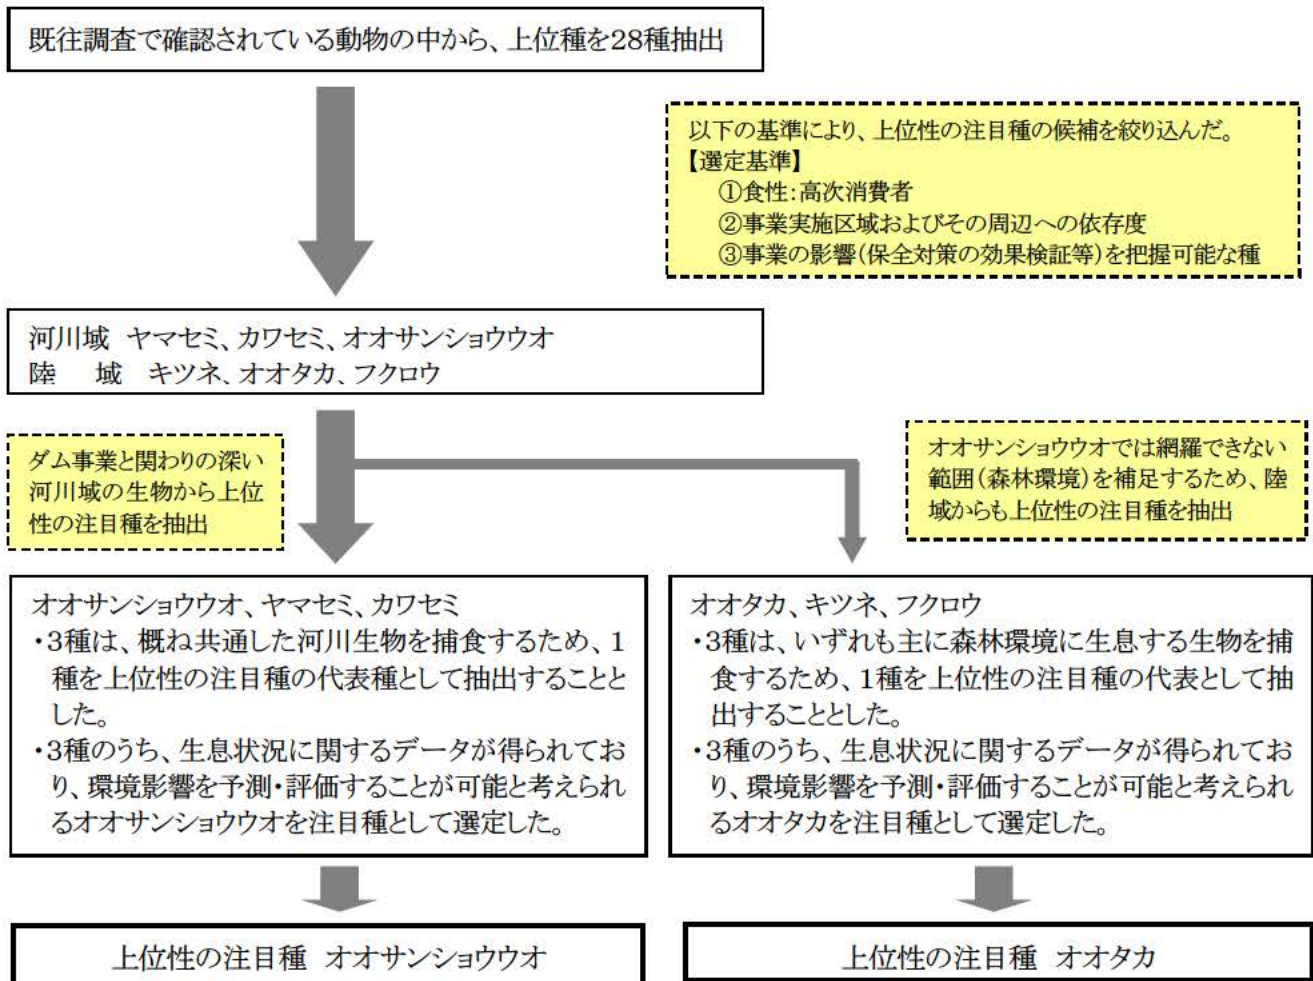 既往調査で確認されている動物の中から、上位種を28種抽出
以下の基準により、上位性の注目種の候補を絞り込んだ。
【選定基準】
①食性：高次消費者
②事業実施区域およびその周辺への依存度
③事業の影響（保全対策の効果検証等）を把握可能な種
河川域　ヤマセミ、カワセミ、オオサンショウウオ
陸　域　キツネ、オオタカ、フクロウ
ダム事業と関わりの深い
河川域の生物から上位
性の注目種を抽出
オオサンショウウオでは網羅できない
範囲（森林環境）を補足するため、陸
域からも上位性の注目種を抽出
オオサンショウウオ、ヤマセミ、カワセミ
・3種は、概ね共通した河川生物を捕食するため、1
種を上位性の注目種の代表種として抽出することと
した。
・3種のうち、生息状況に関するデータが得られてお
り、環境影響を予測・評価することが可能と考えられ
るオオサンショウウオを注目種として選定した。
オオタカ、キツネ、フクロウ
・3種は、いずれも主に森林環境に生息する生物を捕
食するため、1種を上位性の注目種の代表として抽
出することとした。
・3種のうち、生息状況に関するデータが得られてお
り、環境影響を予測・評価することが可能と考えられ
るオオタカを注目種として選定した。
上位性の注目種　オオサンショウウオ
上位性の注目種　オオタカ